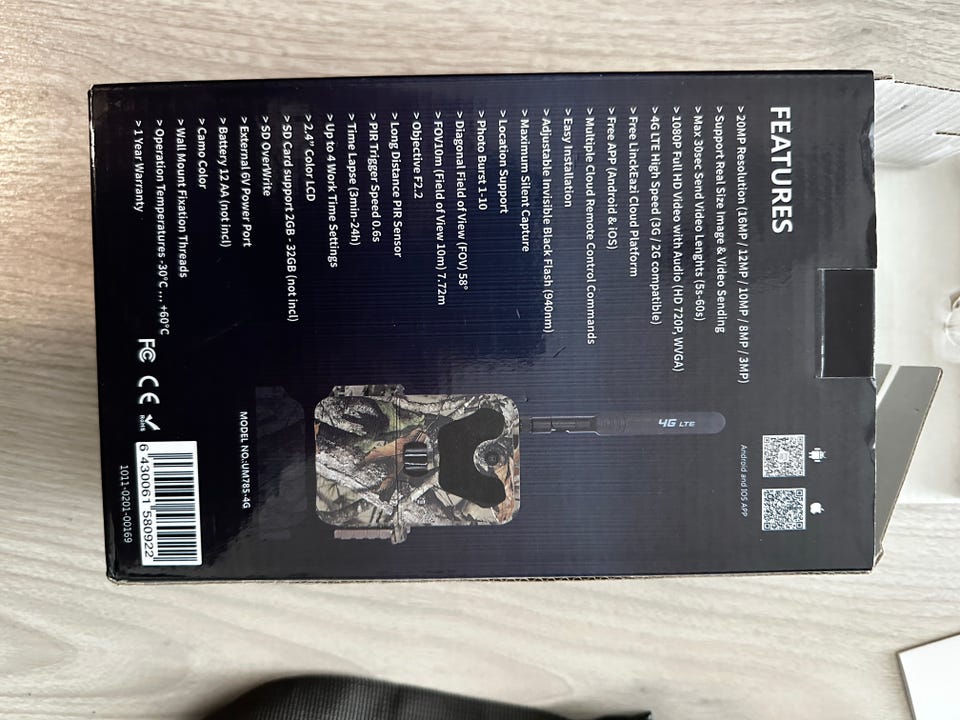 FEATURES
> 20MP Resolution (16MP / 12MP / 10MP / 8MP / 3MP)
> Support Real Size Image & Video Sending
> Max 30sec Send Video Lenghts (5s-60s)
> 1080P Full HD Video with Audio (HD 720P, WVGA)
> 4G LTE High Speed (3G / 2G compatible)
> Free LinckEazi Cloud Platform
> Free APP (Android & iOS)
> Multiple Cloud Remote Control Commands
> Easy Installation
> Adjustable Invisible Black Flash (940nm)
> Maximum Silent Capture
> Location Support
> Photo Burst 1-10
> Diagonal Field of View (FOV) 58°
> FOV10m (Field of View 10m) 7.72m
> Objective F2.2
> Long Distance PIR Sensor
> PIR Trigger Speed 0.6s
> Time Lapse (3min-24h)
> Up to 4 Work Time Settings
> 2.4" Color LCD
> SD Card support 2GB - 32GB (not incl)
> SD OverWrite
> External 6V Power Port
> Battery 12 AA (not incl)
> Camo Color
> Wall Mount Fixation Threads
> Operation Temperatures -30°C ... +60°C
> 1 Year Warranty
Android and IOS APP
4G LTE
MODEL NO.:UM785-4G
FC CE RoHS
6 430061 580922
1011-0201-00169